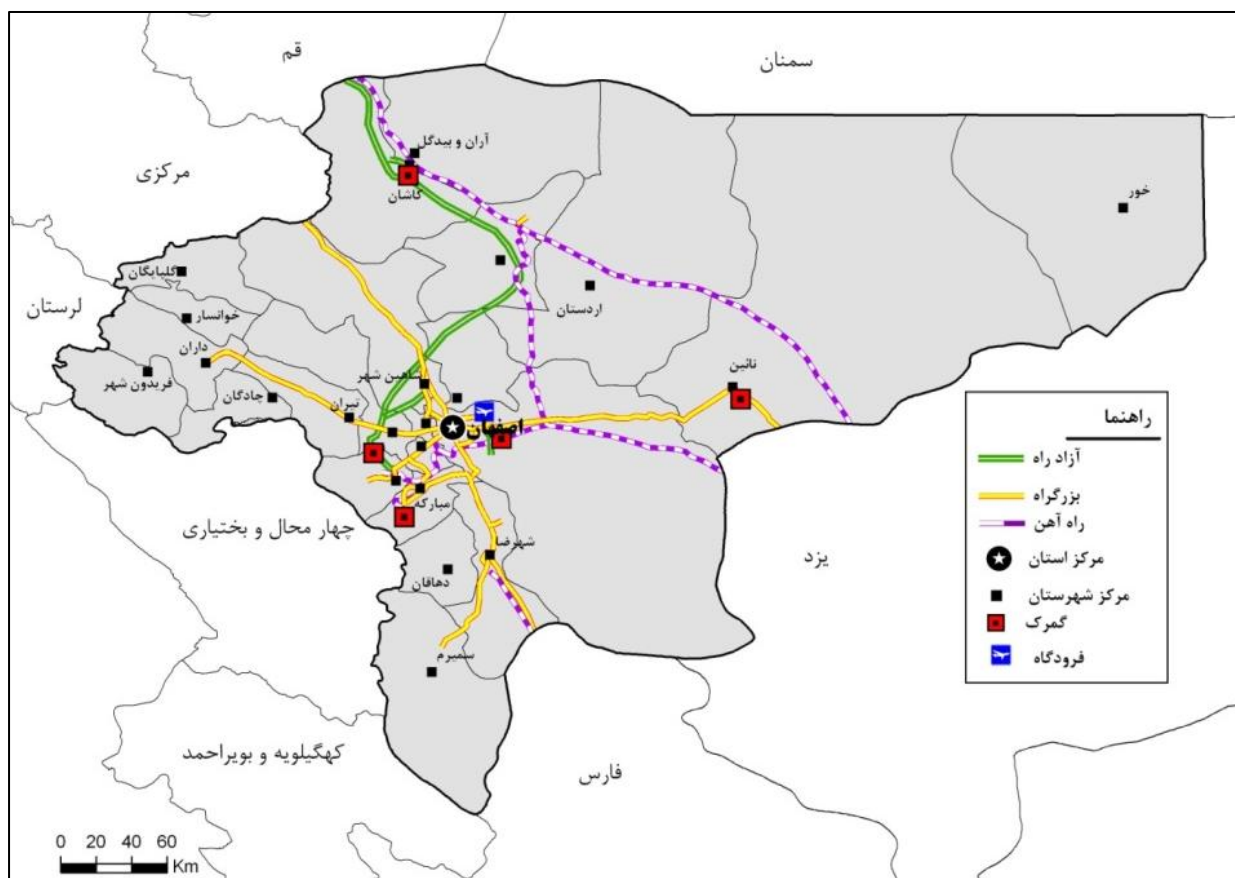 قم
سمنان
مرکزی
آران و بیدگل
کاشان
خور
گلپایگان
لرستان
خوانسار
اردستان
داران
فریدون شهر
چادگان
شاهین شهر
تیران
نائین
اصفهان
مبارکه
چهار محال و بختیاری
شهرضا
دهاقان
یزد
سمیرم
کهگیلویه و بویراحمد
فارس
راهنما
آزاد راه
بزرگراه
راه آهن
مرکز استان
مرکز شهرستان
گمرک
فرودگاه
0 20 40 60
Km